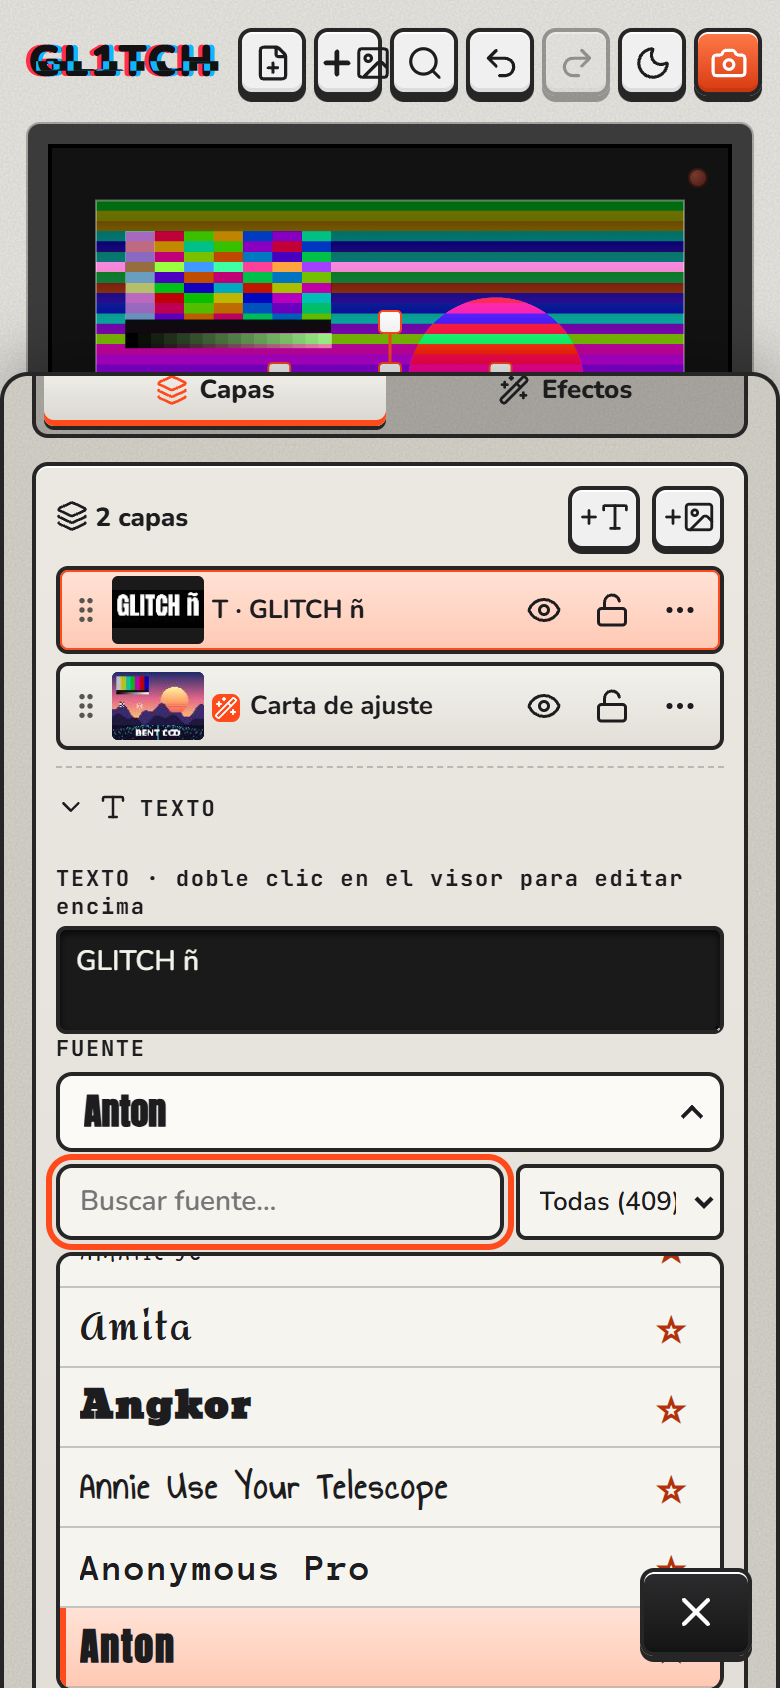 GL1TCH
Capas
Efectos
2 capas
+T
+
GLITCH ñ
T · GLITCH ñ
BENT CCD
Carta de ajuste
T TEXTO
TEXTO · doble clic en el visor para editar
encima
GLITCH ñ
FUENTE
Anton
Buscar fuente...
Todas (409)
Amita
Angkor
Annie Use Your Telescope
Anonymous Pro
Anton